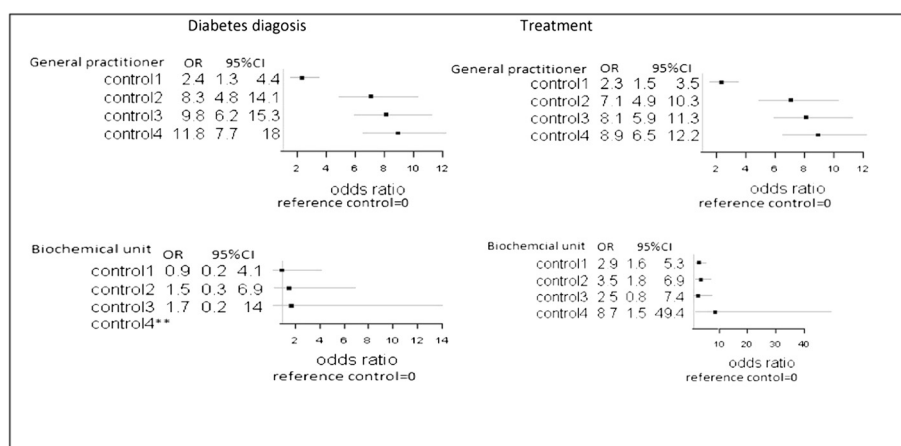 Diabetes diagosis
General practitioner OR 95%CI
control1 2.4 1.3 4.4
control2 8.3 4.8 14.1
control3 9.8 6.2 15.3
control4 11.8 7.7 18
2 4 6 8 10 12
odds ratio
reference control=0
Treatment
General practitioner OR 95%CI
control1 2.3 1.5 3.5
control2 7.1 4.9 10.3
control3 8.1 5.9 11.3
control4 8.9 6.5 12.2
2 4 6 8 10 12
odds ratio
reference control=0
Biochemical unit OR 95%CI
control1 0.9 0.2 4.1
control2 1.5 0.3 6.9
control3 1.7 0.2 14
control4**
2 4 6 8 10 12 14
odds ratio
reference control=0
Biochemcial unit OR 95%CI
control1 2.9 1.6 5.3
control2 3.5 1.8 6.9
control3 2.5 0.8 7.4
control4 8.7 1.5 49.4
10 20 30 40
odds ratio
reference contol=0